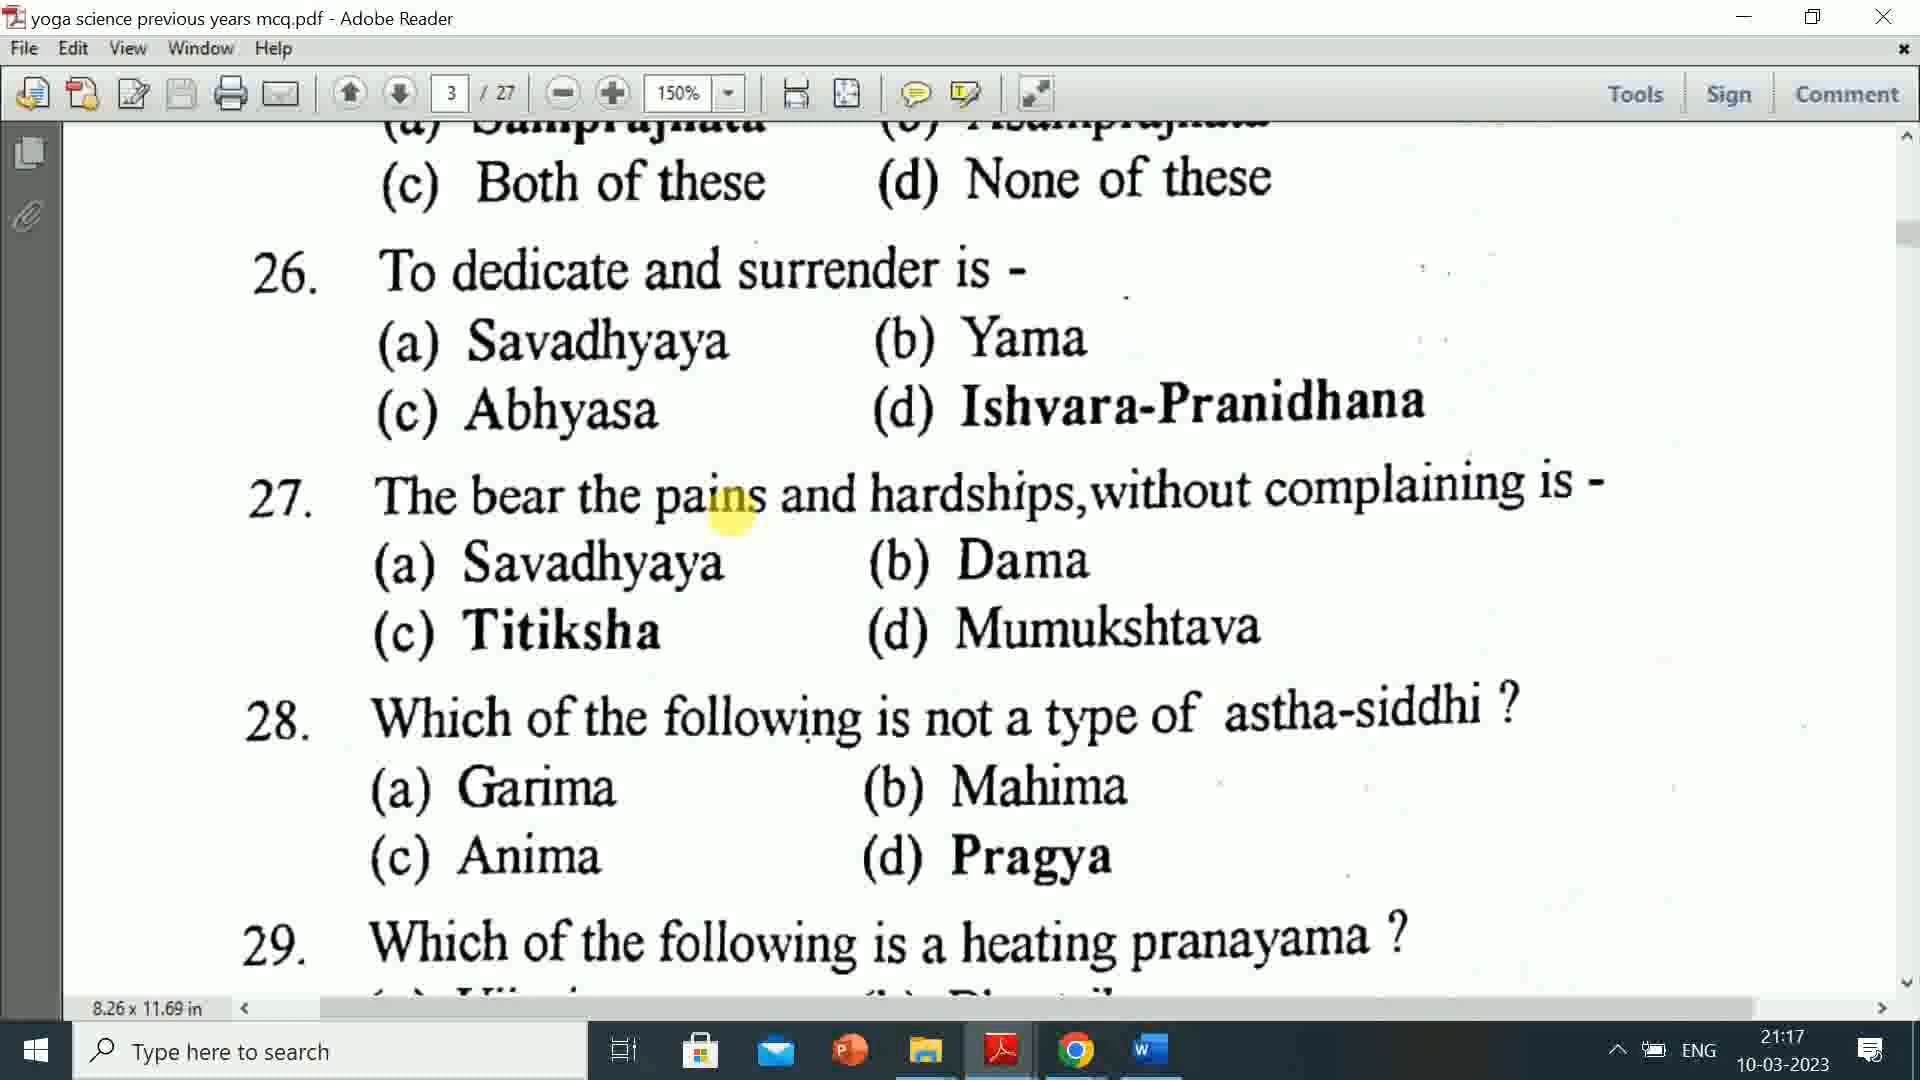 yoga science previous years mcq.pdf - Adobe Reader
File Edit View Window Help
3 / 27 150% Tools Sign Comment
(c) Both of these (d) None of these
26. To dedicate and surrender is -
(a) Savadhyaya (b) Yama
(c) Abhyasa (d) Ishvara-Pranidhana
27. The bear the pains and hardships,without complaining is -
(a) Savadhyaya (b) Dama
(c) Titiksha (d) Mumukshtava
28. Which of the following is not a type of astha-siddhi ?
(a) Garima (b) Mahima
(c) Anima (d) Pragya
29. Which of the following is a heating pranayama ?
8.26 x 11.69 in
Type here to search
ENG
21:17
10-03-2023